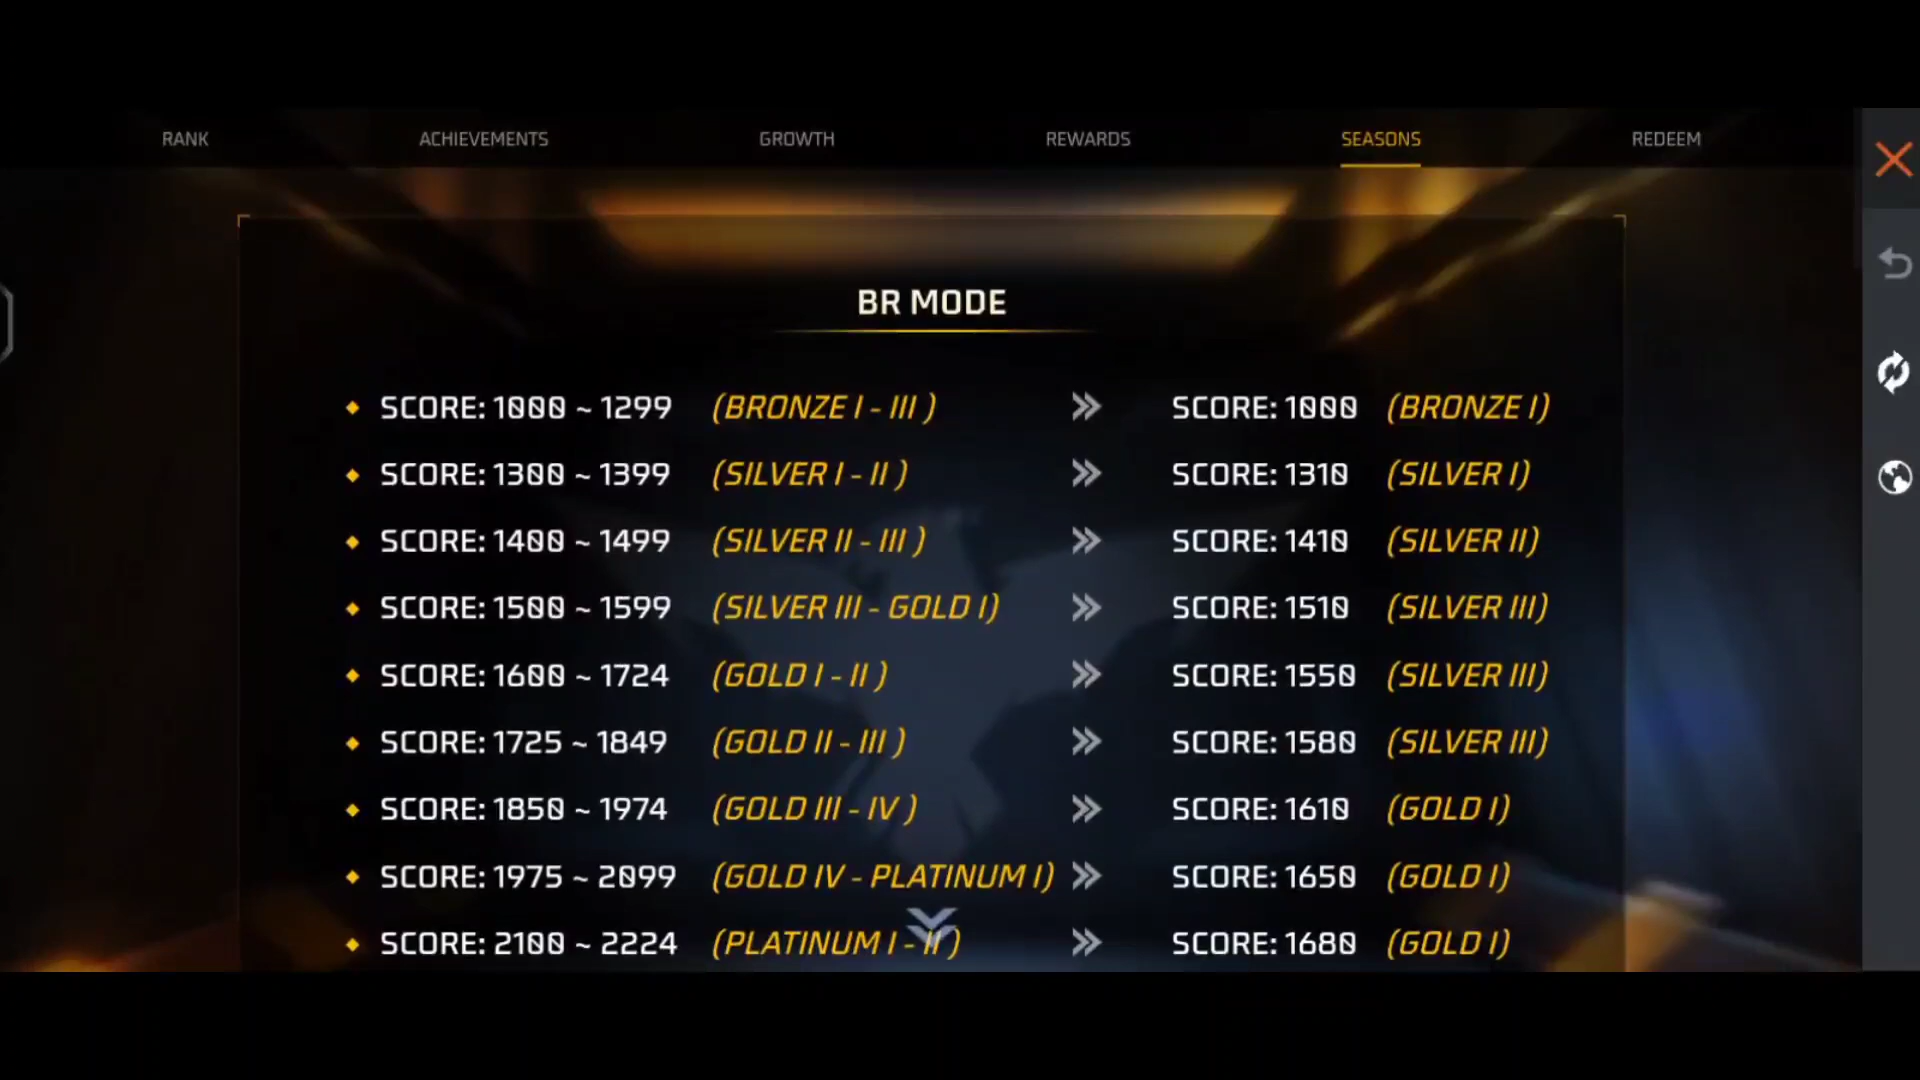 RANK ACHIEVEMENTS GROWTH REWARDS SEASONS REDEEM
BR MODE
SCORE: 1000 ~ 1299 (BRONZE I - III ) SCORE: 1000 (BRONZE I)
SCORE: 1300 ~ 1399 (SILVER I - II ) SCORE: 1310 (SILVER I)
SCORE: 1400 ~ 1499 (SILVER II - III ) SCORE: 1410 (SILVER II)
SCORE: 1500 ~ 1599 (SILVER III - GOLD I) SCORE: 1510 (SILVER III)
SCORE: 1600 ~ 1724 (GOLD I - II ) SCORE: 1550 (SILVER III)
SCORE: 1725 ~ 1849 (GOLD II - III ) SCORE: 1580 (SILVER III)
SCORE: 1850 ~ 1974 (GOLD III - IV ) SCORE: 1610 (GOLD I)
SCORE: 1975 ~ 2099 (GOLD IV - PLATINUM I) SCORE: 1650 (GOLD I)
SCORE: 2100 ~ 2224 (PLATINUM I - II ) SCORE: 1680 (GOLD I)